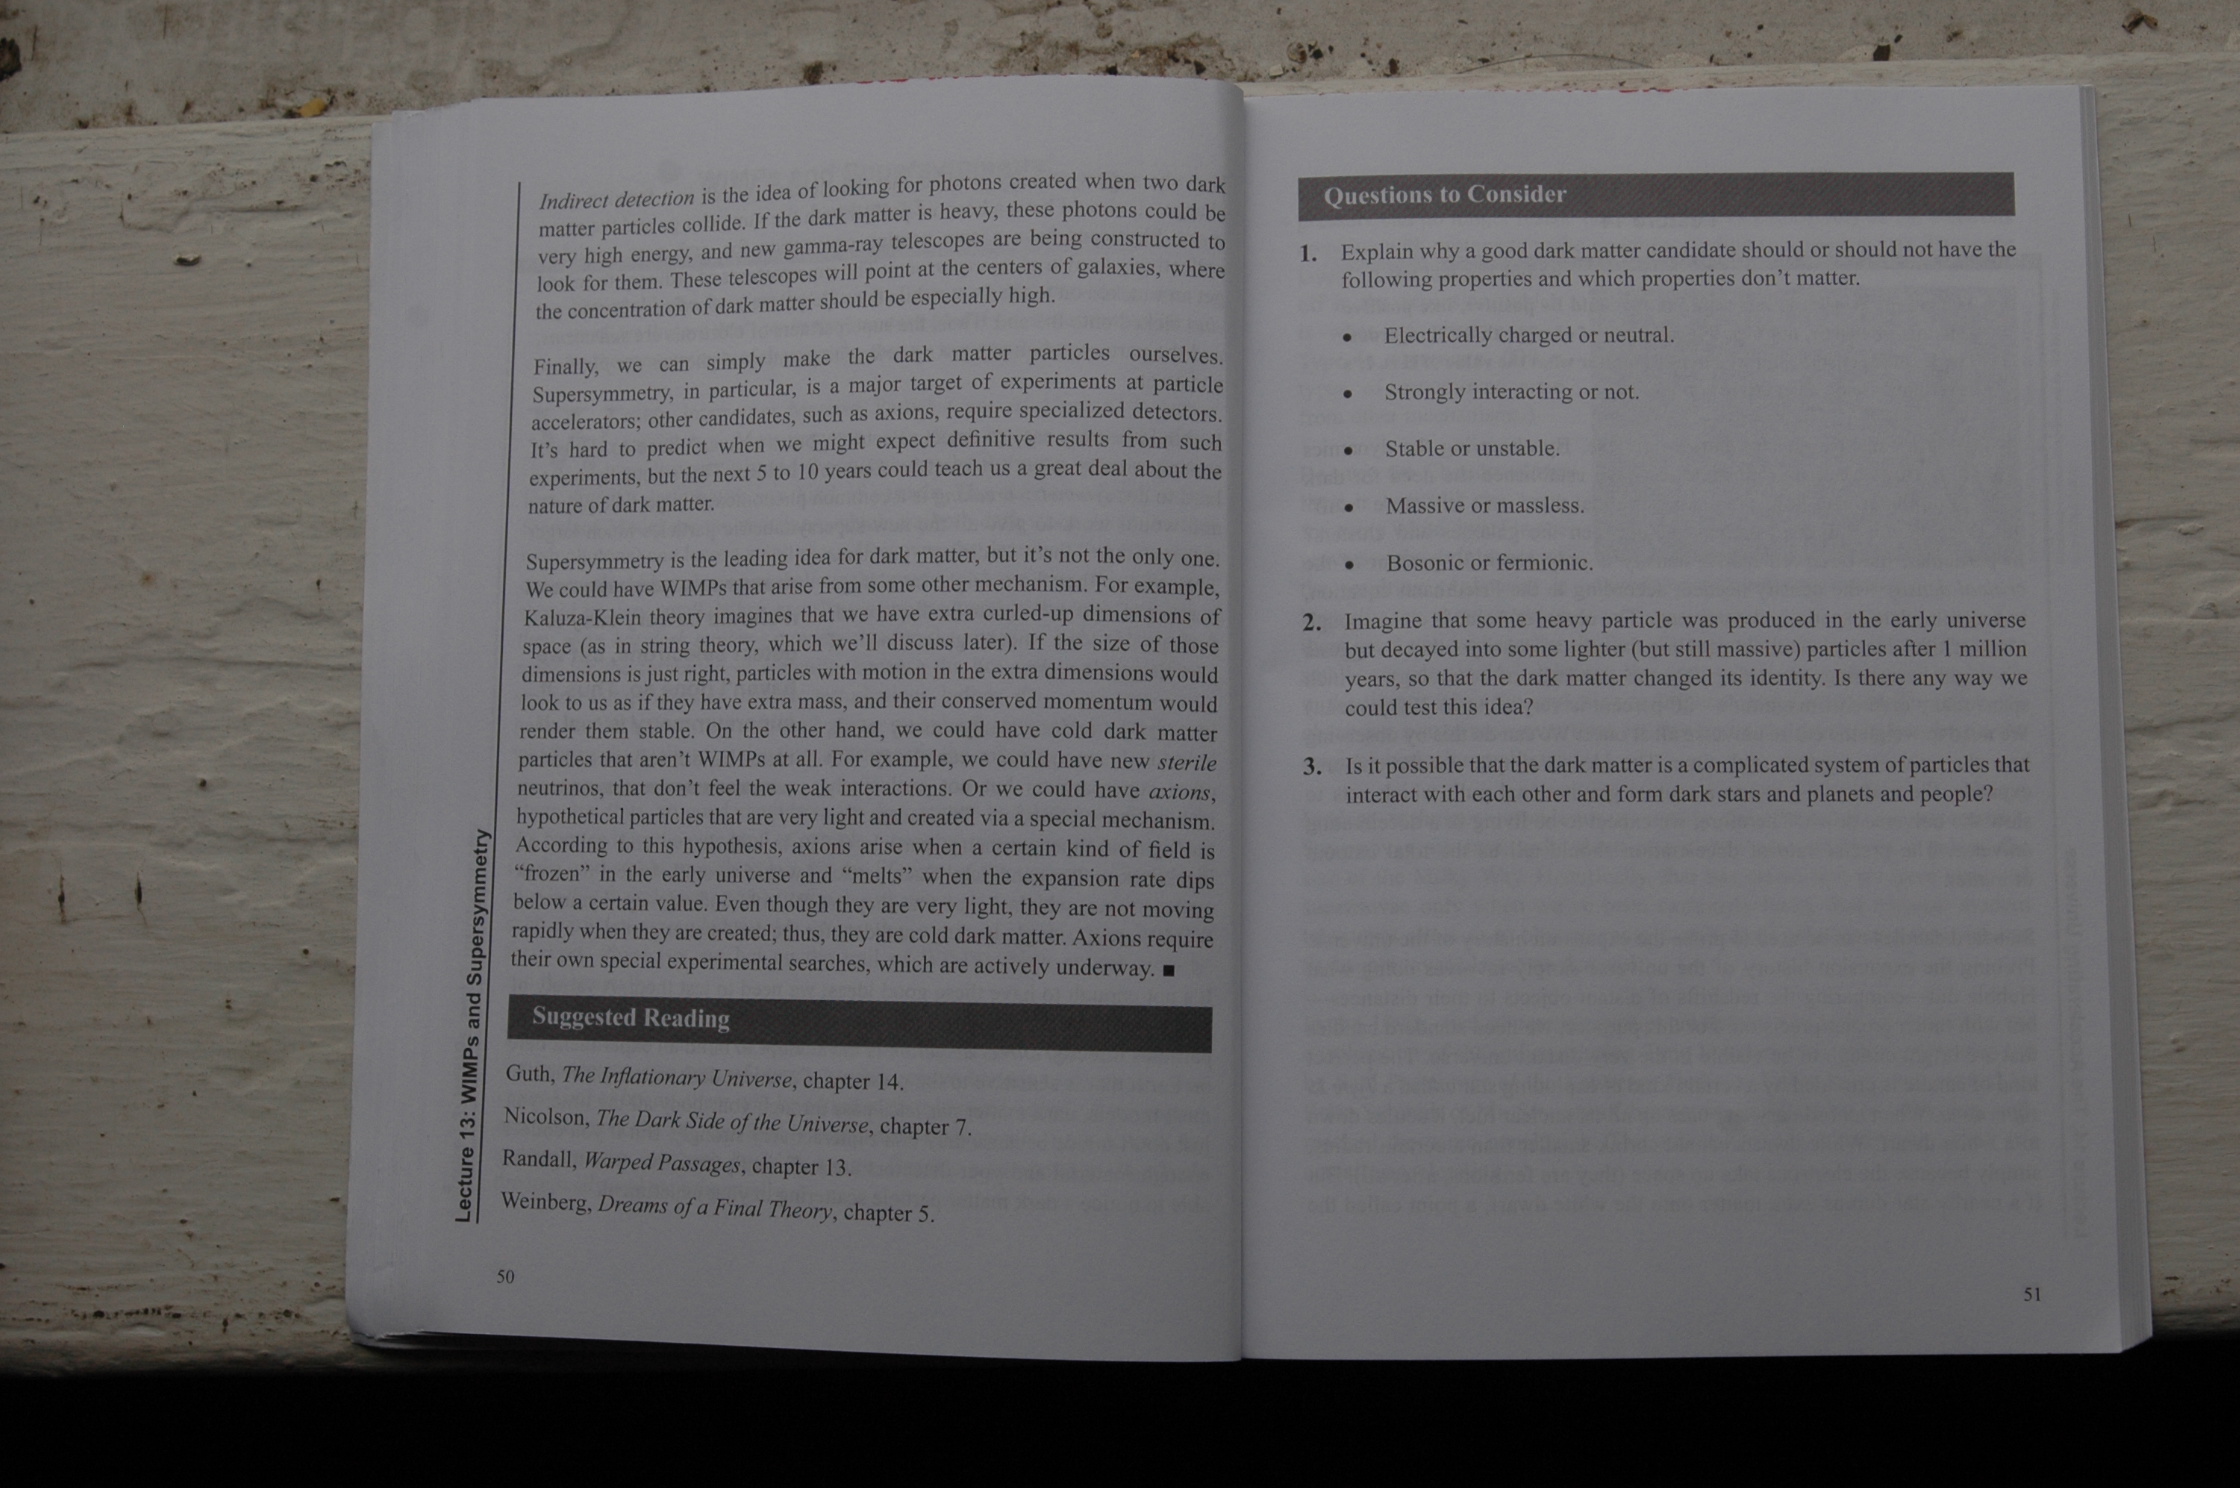 Indirect detection is the idea of looking for photons created when two dark
matter particles collide. If the dark matter is heavy, these photons could be
very high energy, and new gamma-ray telescopes are being constructed to
look for them. These telescopes will point at the centers of galaxies, where
the concentration of dark matter should be especially high.
Finally, we can simply make the dark matter particles ourselves.
Supersymmetry, in particular, is a major target of experiments at particle
accelerators; other candidates, such as axions, require specialized detectors.
It’s hard to predict when we might expect definitive results from such
experiments, but the next 5 to 10 years could teach us a great deal about the
nature of dark matter.
Supersymmetry is the leading idea for dark matter, but it’s not the only one.
We could have WIMPs that arise from some other mechanism. For example,
Kaluza-Klein theory imagines that we have extra curled-up dimensions of
space (as in string theory, which we’ll discuss later). If the size of those
dimensions is just right, particles with motion in the extra dimensions would
look to us as if they have extra mass, and their conserved momentum would
render them stable. On the other hand, we could have cold dark matter
particles that aren’t WIMPs at all. For example, we could have new sterile
neutrinos, that don’t feel the weak interactions. Or we could have axions,
hypothetical particles that are very light and created via a special mechanism.
According to this hypothesis, axions arise when a certain kind of field is
“frozen” in the early universe and “melts” when the expansion rate dips
below a certain value. Even though they are very light, they are not moving
rapidly when they are created; thus, they are cold dark matter. Axions require
their own special experimental searches, which are actively underway. ■
Suggested Reading
Guth, The Inflationary Universe, chapter 14.
Nicolson, The Dark Side of the Universe, chapter 7.
Randall, Warped Passages, chapter 13.
Weinberg, Dreams of a Final Theory, chapter 5.
Lecture 13: WIMPs and Supersymmetry
50
Questions to Consider
1. Explain why a good dark matter candidate should or should not have the
following properties and which properties don’t matter.
• Electrically charged or neutral.
• Strongly interacting or not.
• Stable or unstable.
• Massive or massless.
• Bosonic or fermionic.
2. Imagine that some heavy particle was produced in the early universe
but decayed into some lighter (but still massive) particles after 1 million
years, so that the dark matter changed its identity. Is there any way we
could test this idea?
3. Is it possible that the dark matter is a complicated system of particles that
interact with each other and form dark stars and planets and people?
51